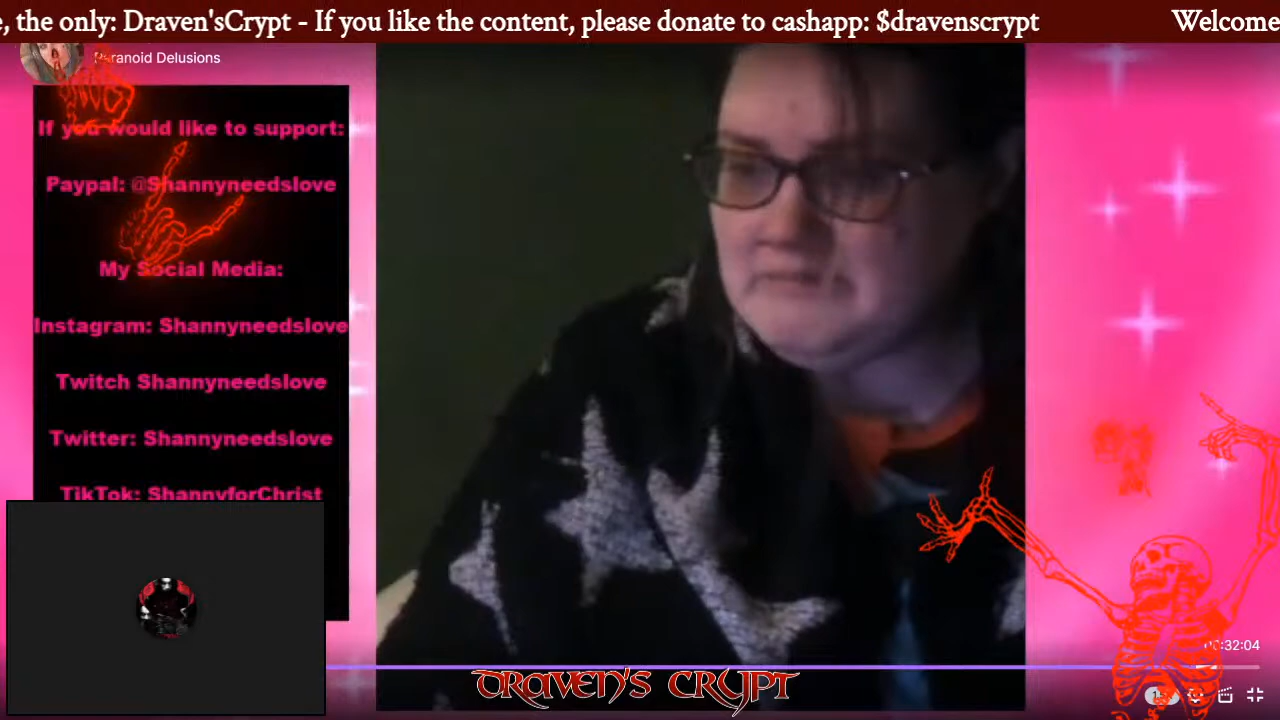 , the only: Draven'sCrypt - If you like the content, please donate to cashapp: $dravenscrypt Welcome
Paranoid Delusions
If you would like to support:
Paypal: @Shannyneedslove
My Social Media:
Instagram: Shannyneedslove
Twitch Shannyneedslove
Twitter: Shannyneedslove
TikTok: ShannyforChrist
:32:04
DRAVEN'S CRYPT